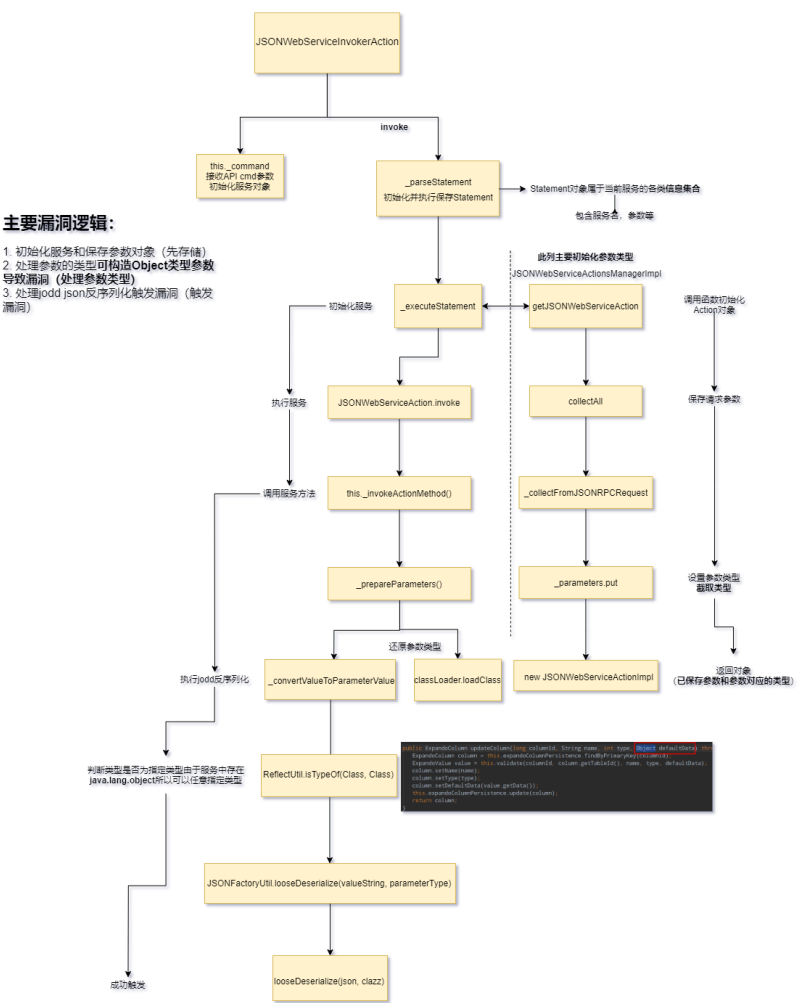 JSONWebServiceInvokerAction
invoke
this._command
接收API cmd参数
初始化服务对象
_parseStatement
初始化并执行保存Statement
Statement对象属于当前服务的各类信息集合
包含服务名、参数等
主要漏洞逻辑：
1. 初始化服务和保存参数对象（先存储）
2. 处理参数的类型可构造Object类型参数
导致漏洞（处理参数类型）
3. 处理jodd json反序列化触发漏洞（触发
漏洞）
此列主要初始化参数类型
JSONWebServiceActionsManagerImpl
初始化服务
_executeStatement
getJSONWebServiceAction
调用函数初始化
Action对象
执行服务
JSONWebServiceAction.invoke
collectAll
保存请求参数
调用服务方法
this._invokeActionMethod()
_collectFromJSONRPCRequest
_prepareParameters()
_parameters.put
设置参数类型
截取类型
还原参数类型
执行jodd反序列化
_convertValueToParameterValue
classLoader.loadClass
new JSONWebServiceActionImpl
返回对象
（已保存参数和参数对应的类型）
判断类型是否为指定类型由于服务中存在
java.lang.object所以可以任意指定类型
ReflectUtil.isTypeOf(Class, Class)
public ExpandoColumn updateColumn(long columnId, String name, int type, Object defaultData) thr
ExpandoColumn column = this.expandoColumnPersistence.findByPrimaryKey(columnId);
ExpandoValue value = this.validate(columnId, column.getTableId(), name, type, defaultData);
column.setName(name);
column.setType(type);
column.setDefaultData(value.getData());
this.expandoColumnPersistence.update(column);
return column;
JSONFactoryUtil.looseDeserialize(valueString, parameterType)
成功触发
looseDeserialize(json, clazz)